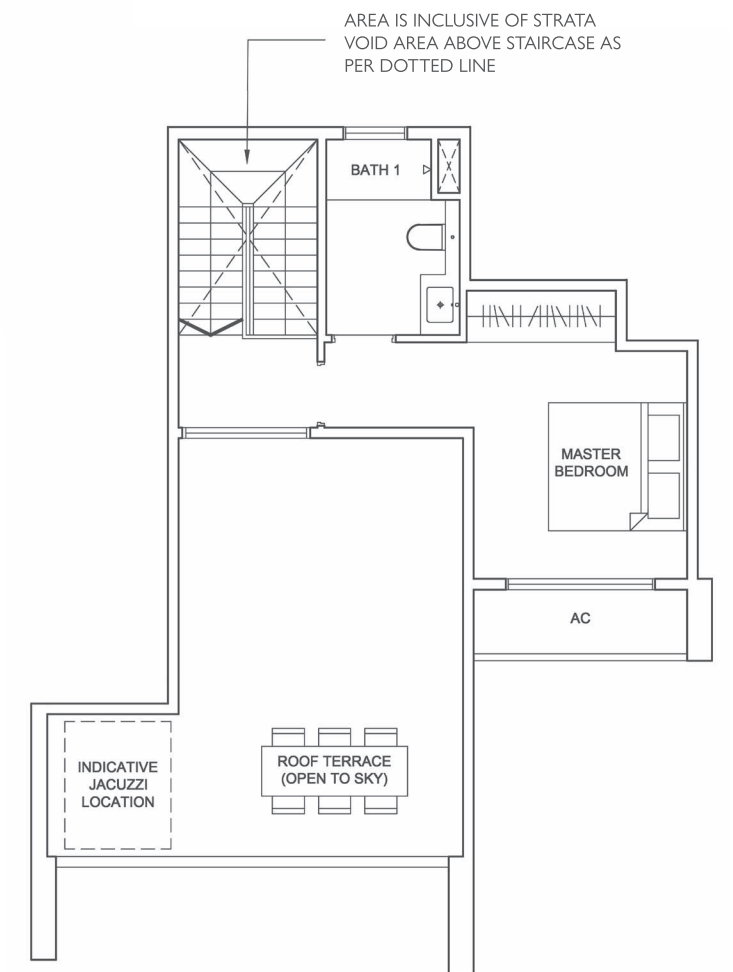 AREA IS INCLUSIVE OF STRATA
VOID AREA ABOVE STAIRCASE AS
PER DOTTED LINE
BATH 1
MASTER
BEDROOM
AC
ROOF TERRACE
(OPEN TO SKY)
INDICATIVE
JACUZZI
LOCATION